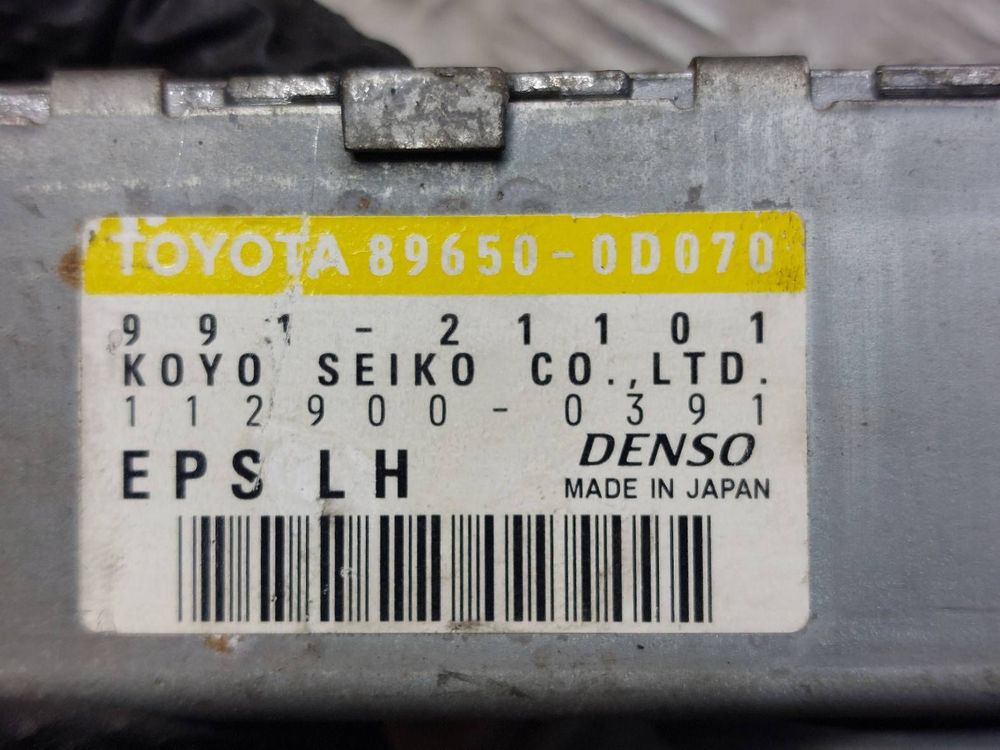 TOYOTA 89650-0D070
991-21101
KOYO SEIKO CO.,LTD.
112900-0391
EPS LH
DENSO
MADE IN JAPAN